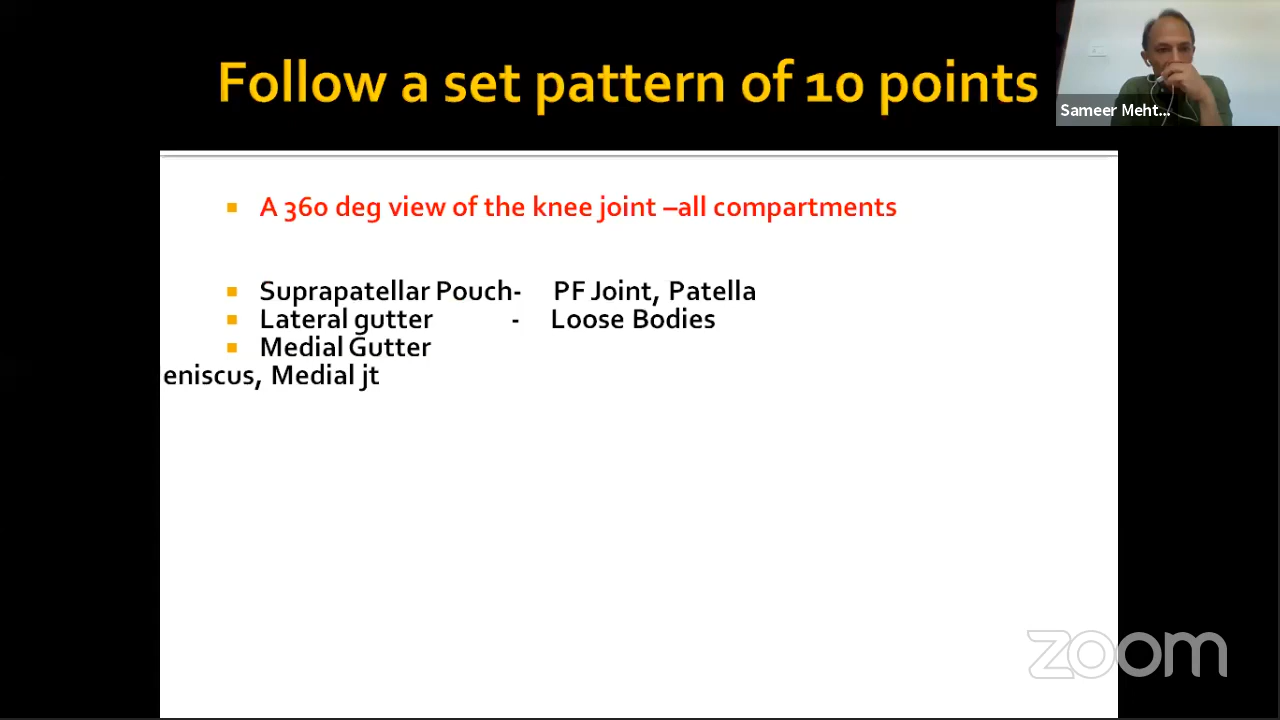 Follow a set pattern of 10 points
Sameer Meht...
A 360 deg view of the knee joint –all compartments
Suprapatellar Pouch- PF Joint, Patella
Lateral gutter - Loose Bodies
Medial Gutter
eniscus, Medial jt
zoom